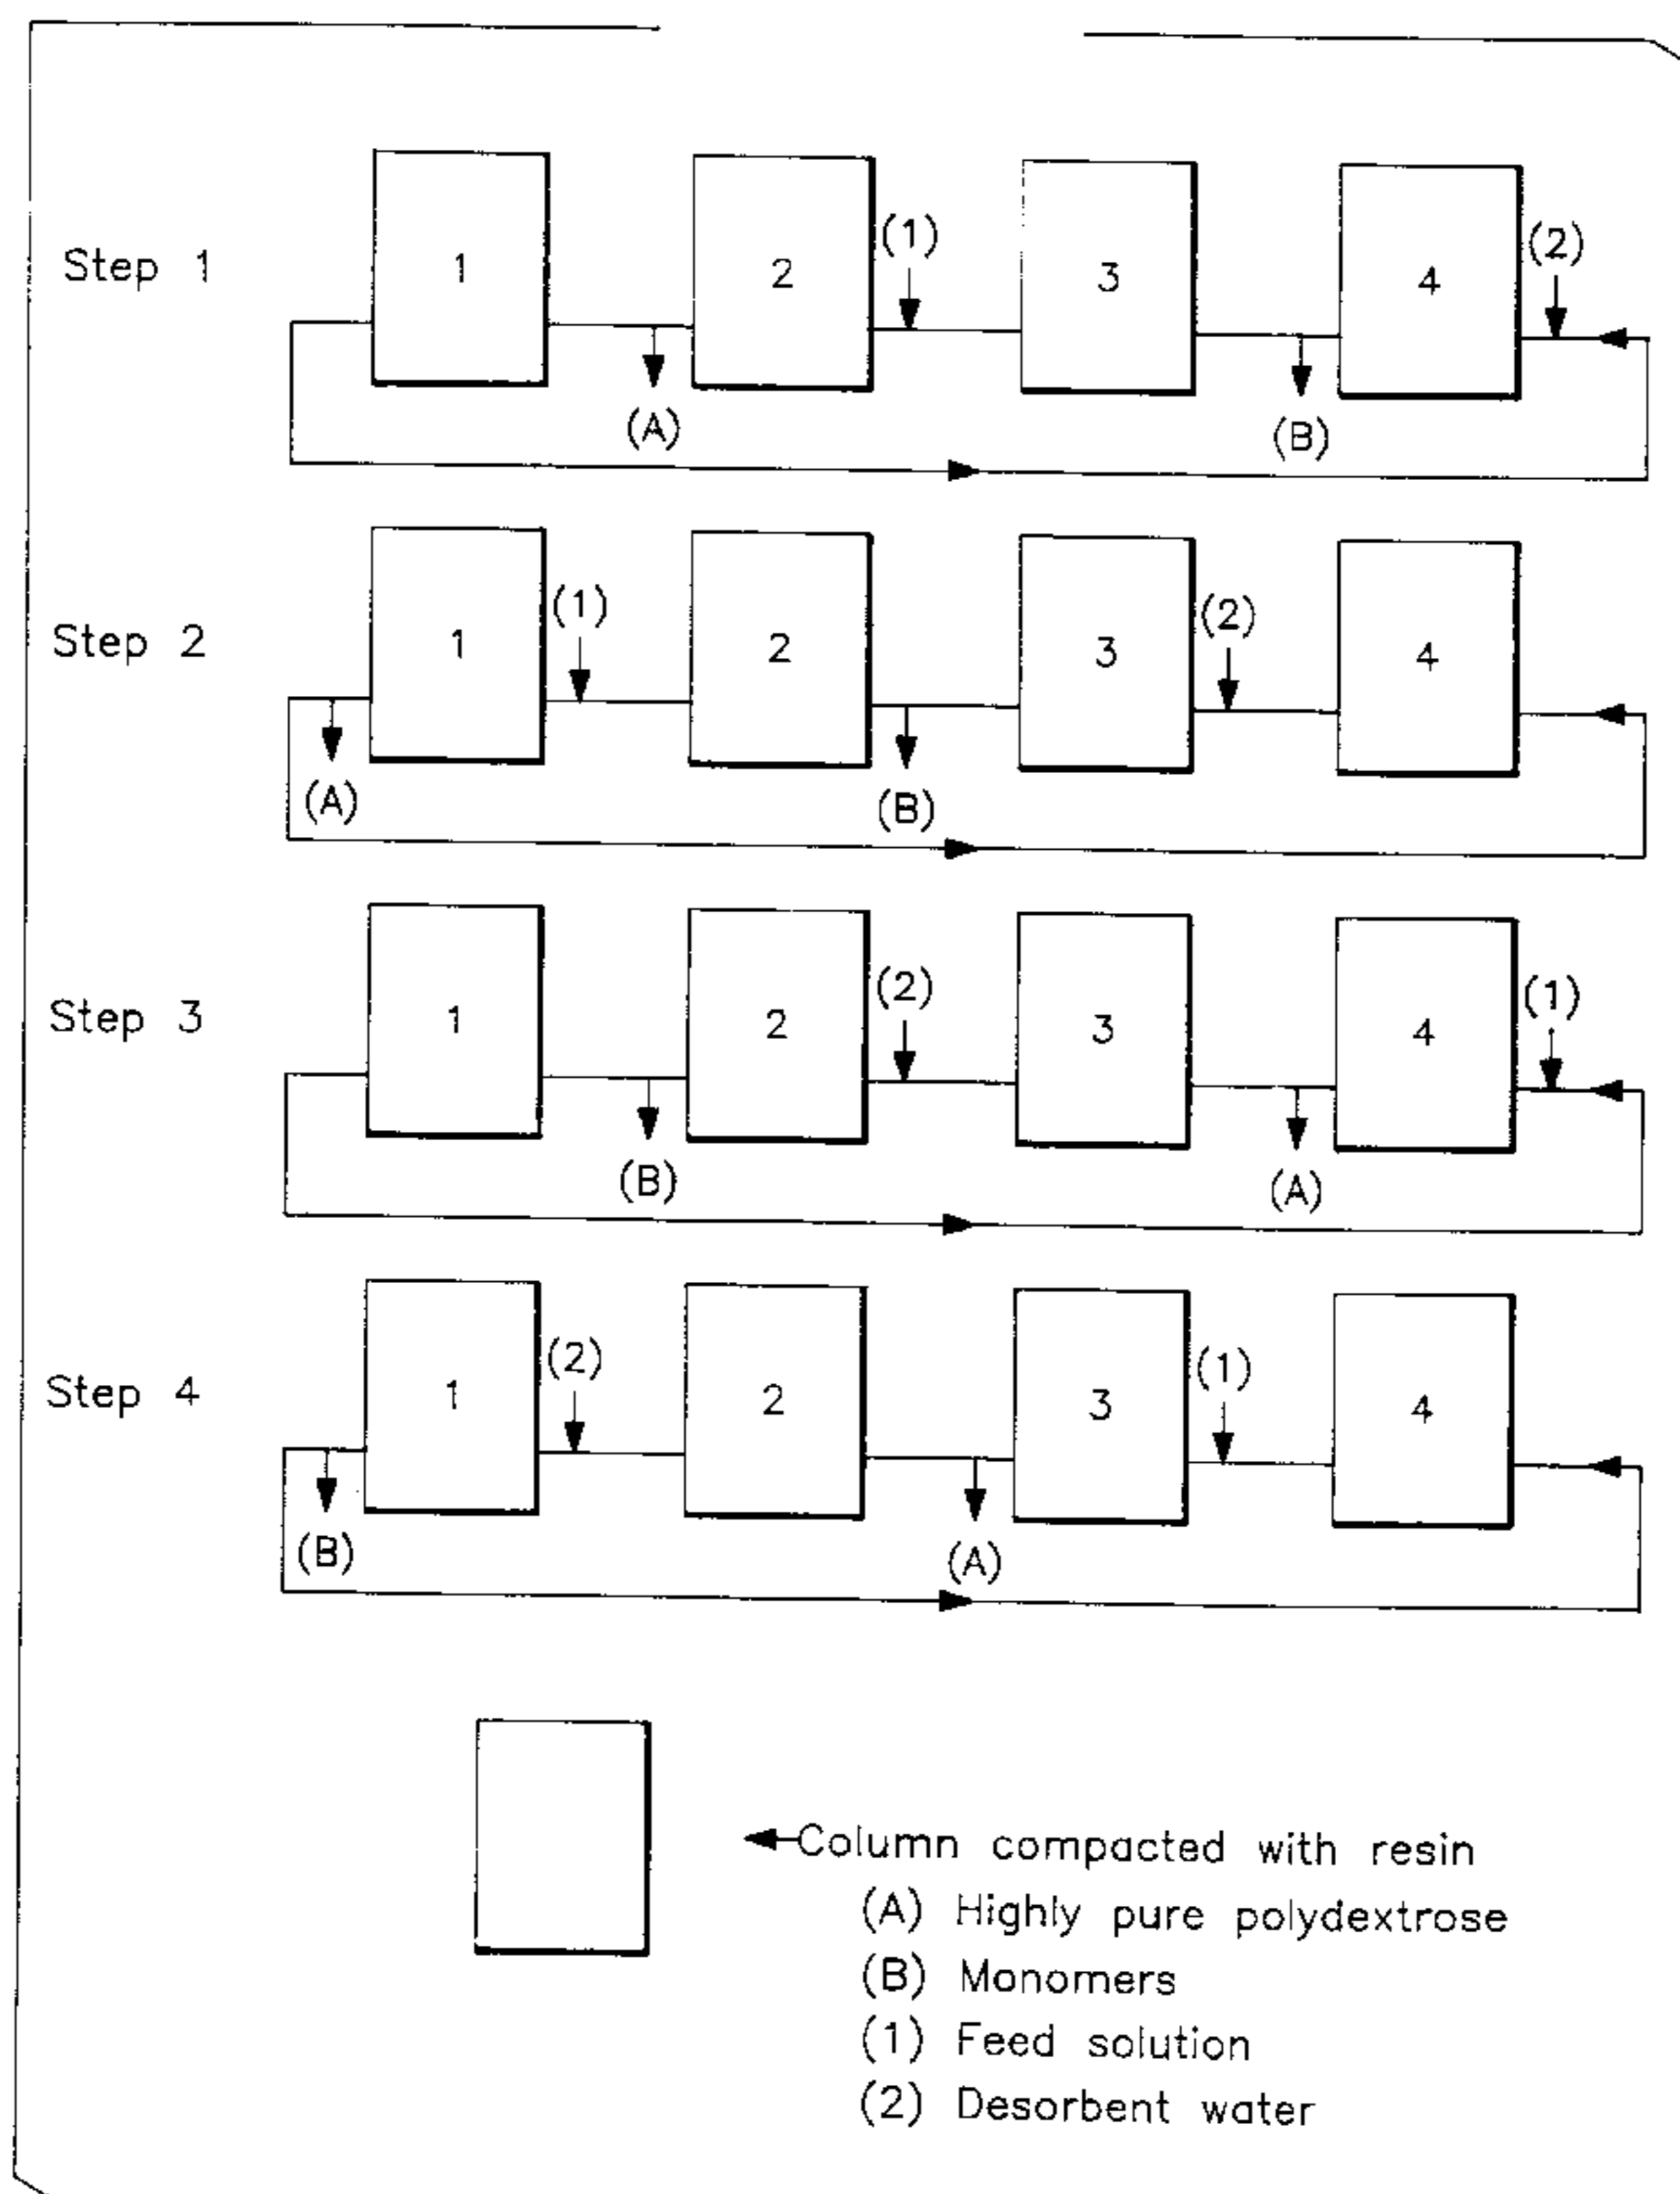 (1)
(2)
Step 1
1
2
3
4
(A)
(B)
(1)
(2)
Step 2
1
2
3
4
(A)
(B)
(2)
(1)
Step 3
1
2
3
4
(B)
(A)
(2)
(1)
Step 4
1
2
3
4
(B)
(A)
Column compacted with resin
(A) Highly pure polydextrose
(B) Monomers
(1) Feed solution
(2) Desorbent water